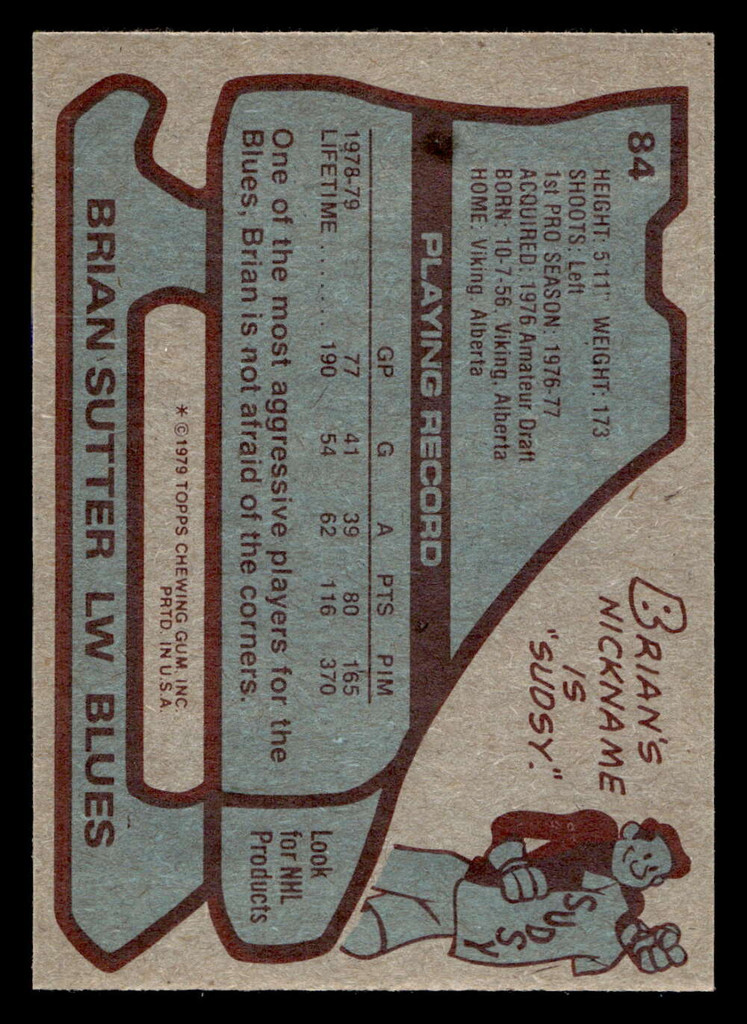 84
HEIGHT: 5'11" WEIGHT: 173
SHOOTS: Left
1st PRO SEASON: 1976-77
ACQUIRED: 1976 Amateur Draft
BORN: 10-7-56, Viking, Alberta
HOME: Viking, Alberta
BRIAN'S
NICKNAME
IS
"SUDSY."
SUDSY
PLAYING RECORD
GP G A PTS PIM
1978-79 77 41 39 80 165
LIFETIME ........ 190 54 62 116 370
One of the most aggressive players for the
Blues, Brian is not afraid of the corners.
Look
for NHL
Products
* © 1979 TOPPS CHEWING GUM, INC.
PRTD. IN U.S.A.
BRIAN SUTTER LW BLUES